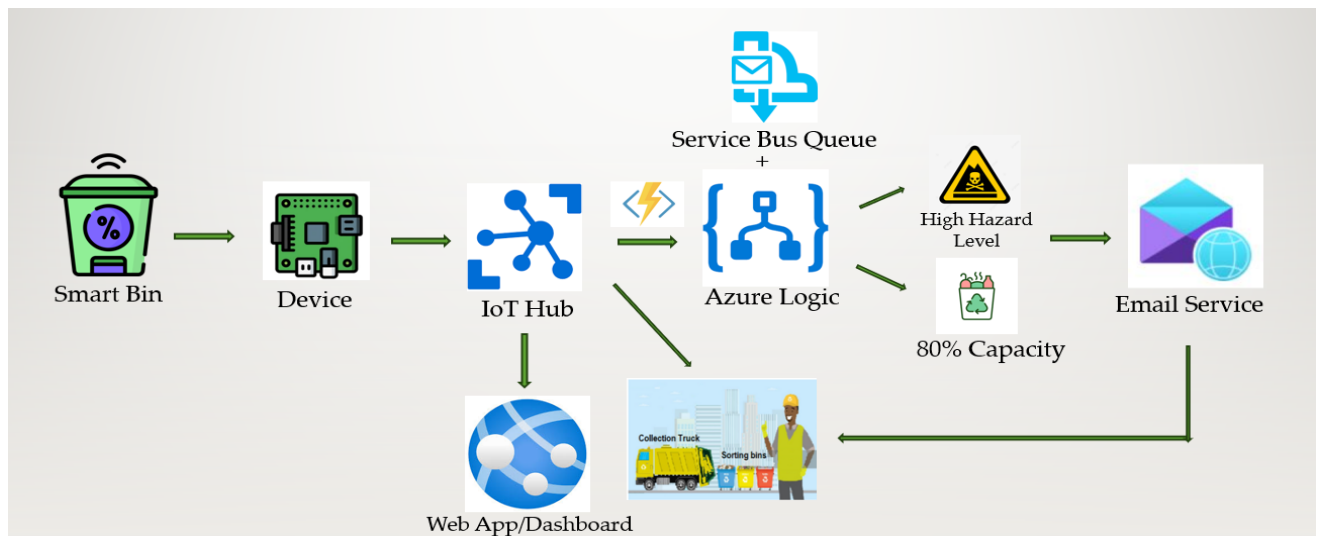 Service Bus Queue
+
Smart Bin
%
Device
IoT Hub
Azure Logic
High Hazard
Level
80% Capacity
Email Service
Collection Truck
Sorting bins
Web App/Dashboard